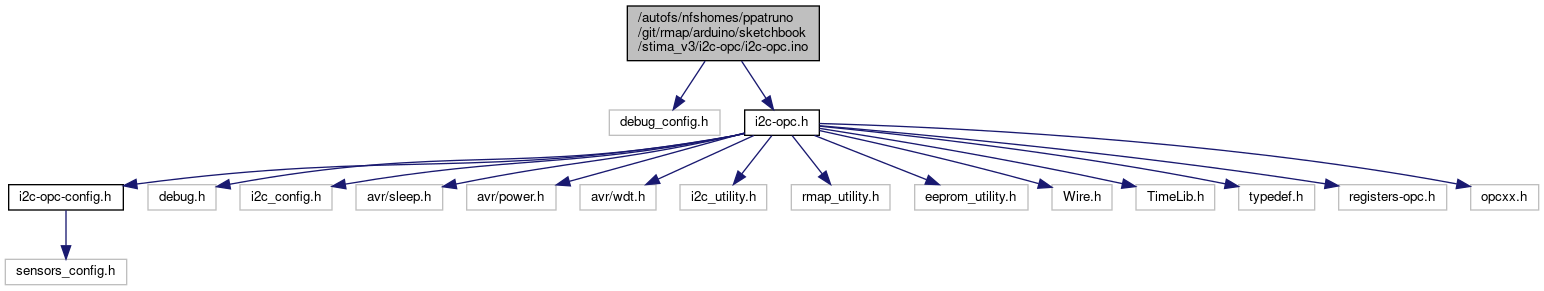 /autofs/nfshomes/ppatruno
/git/rmap/arduino/sketchbook
/stima_v3/i2c-opc/i2c-opc.ino
debug_config.h
i2c-opc.h
i2c-opc-config.h
debug.h
i2c_config.h
avr/sleep.h
avr/power.h
avr/wdt.h
i2c_utility.h
rmap_utility.h
eeprom_utility.h
Wire.h
TimeLib.h
typedef.h
registers-opc.h
opcxx.h
sensors_config.h